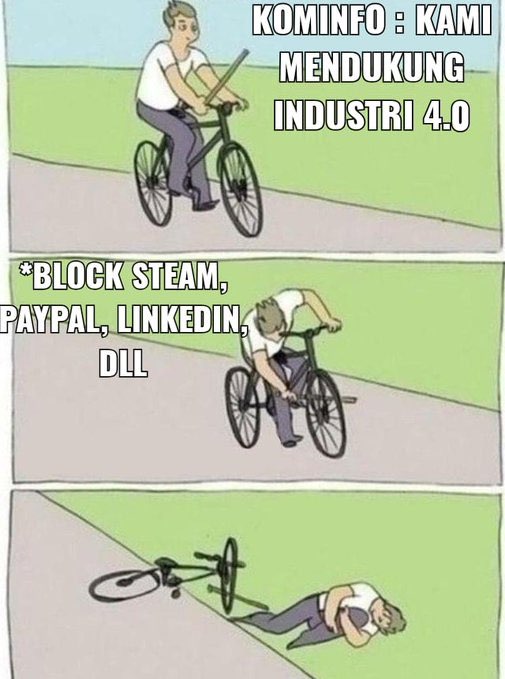 KOMINFO : KAMI
MENDUKUNG
INDUSTRI 4.0
*BLOCK STEAM,
PAYPAL, LINKEDIN,
DLL